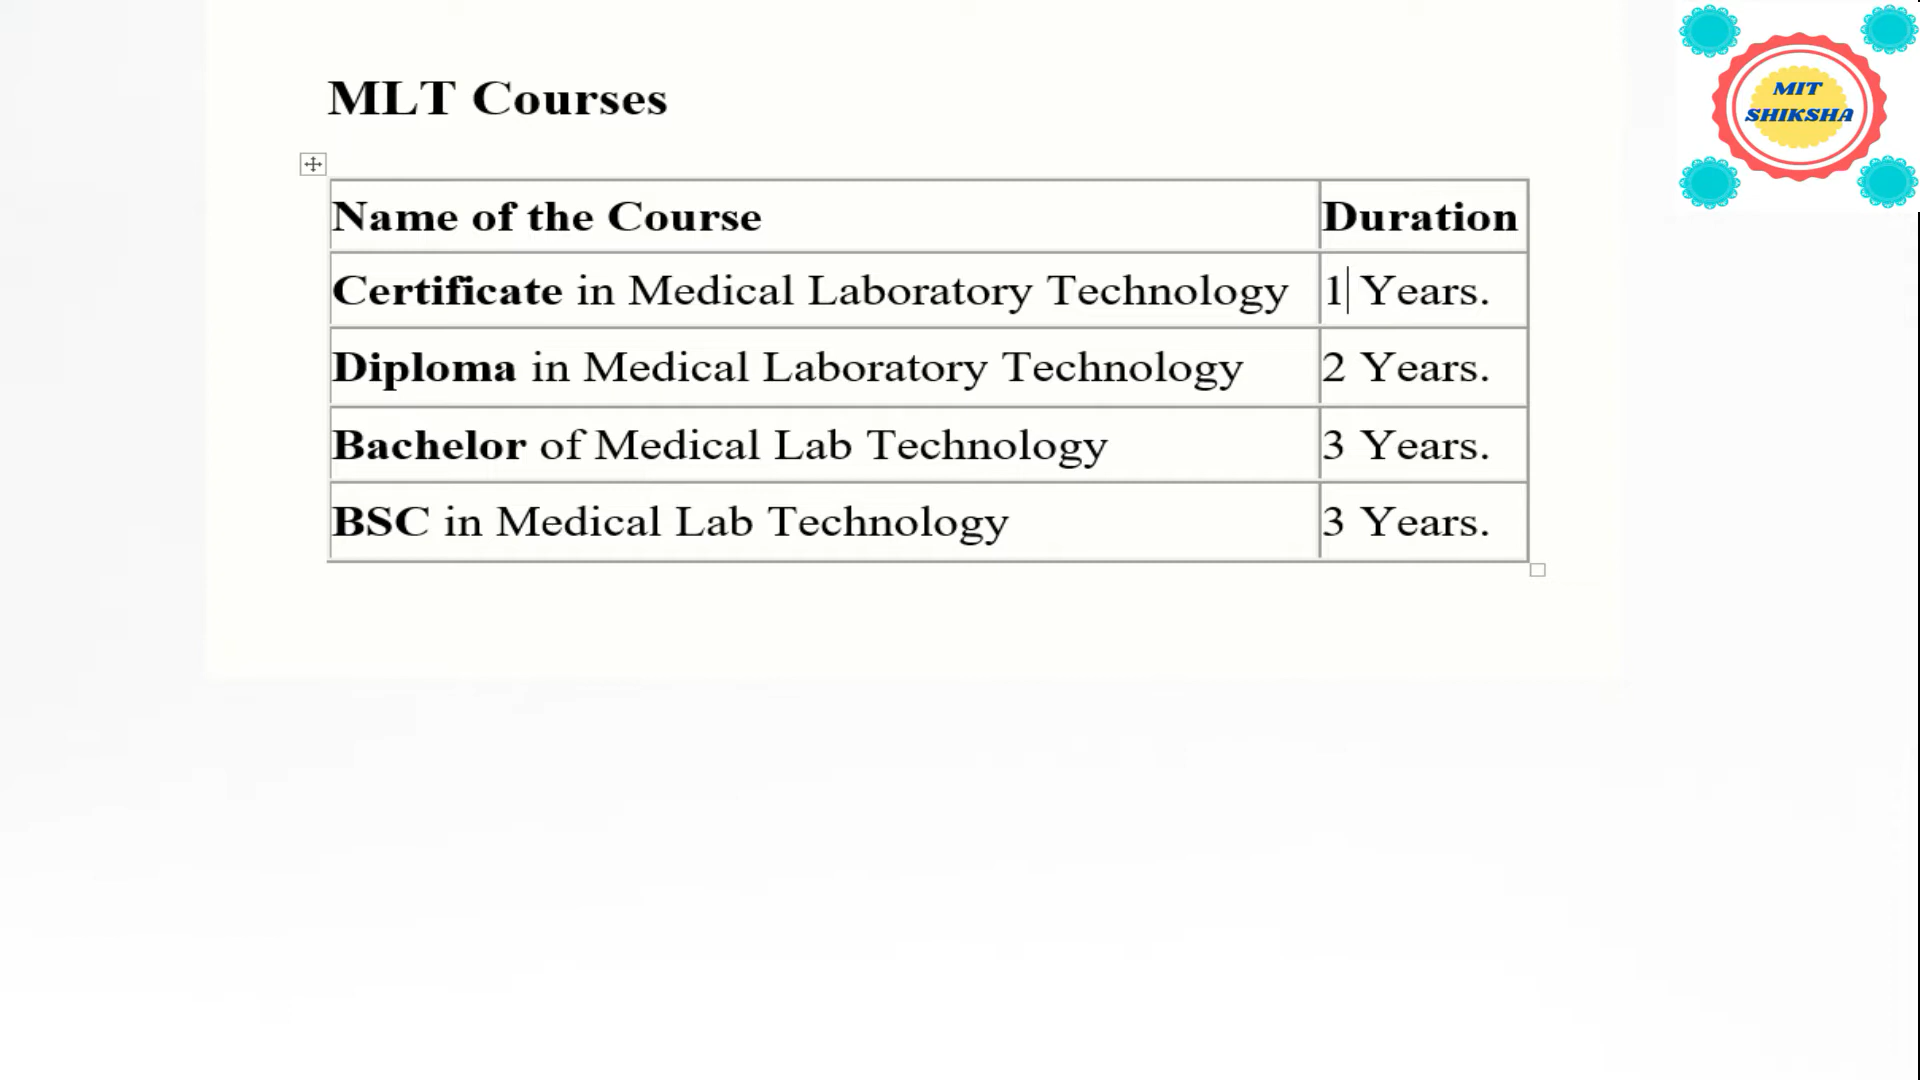 MLT Courses
MIT
SHIKSHA
Name of the Course Duration
Certificate in Medical Laboratory Technology 1 Years.
Diploma in Medical Laboratory Technology 2 Years.
Bachelor of Medical Lab Technology 3 Years.
BSC in Medical Lab Technology 3 Years.